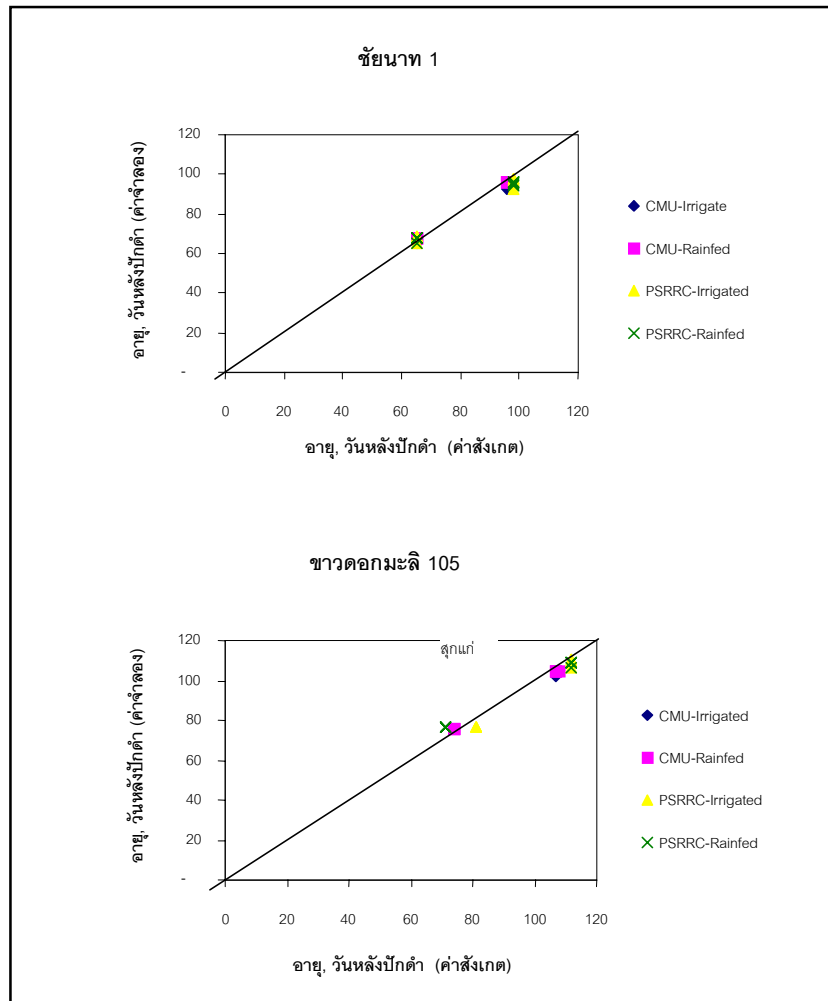 ชัยนาท 1
อายุ, วันหลังปักดำ (ค่าจำลอง)
120
100
80
60
40
20
-
0 20 40 60 80 100 120
อายุ, วันหลังปักดำ (ค่าสังเกต)
CMU-Irrigate
CMU-Rainfed
PSRRC-Irrigated
PSRRC-Rainfed
ขาวดอกมะลิ 105
อายุ, วันหลังปักดำ (ค่าจำลอง)
สุกแก่
120
100
80
60
40
20
-
0 20 40 60 80 100 120
อายุ, วันหลังปักดำ (ค่าสังเกต)
CMU-Irrigated
CMU-Rainfed
PSRRC-Irrigated
PSRRC-Rainfed